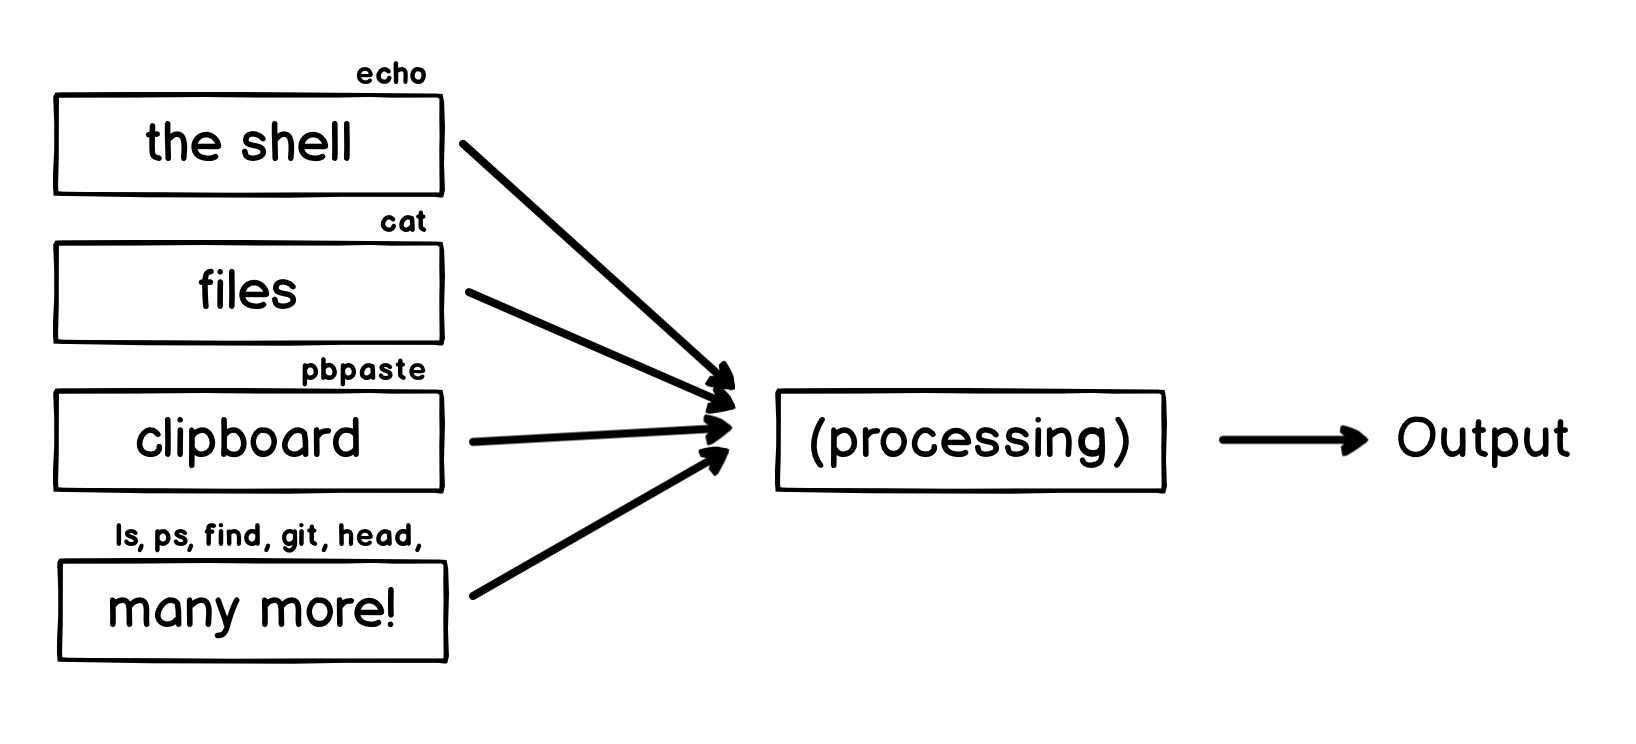 echo
the shell
cat
files
pbpaste
clipboard
ls, ps, find, git, head,
many more!
(processing)
Output